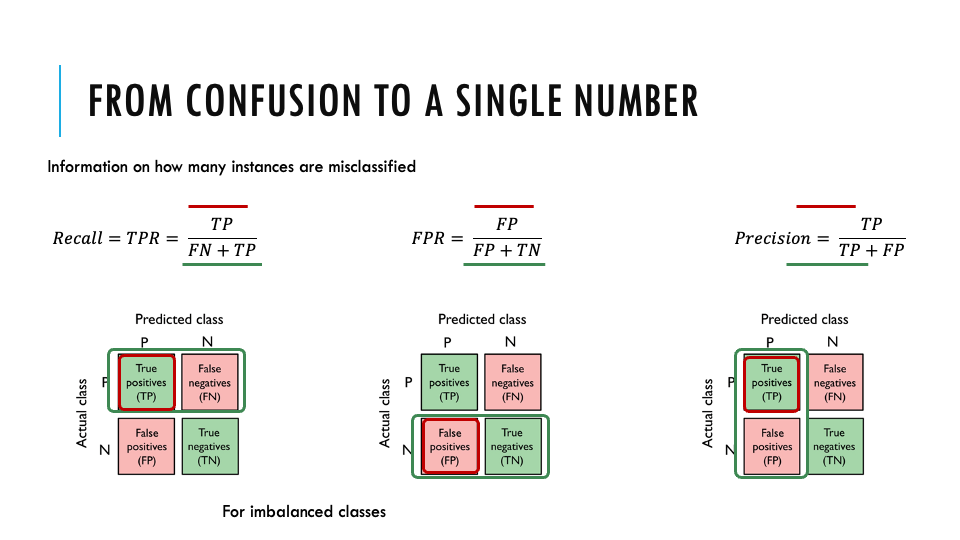 FROM CONFUSION TO A SINGLE NUMBER
Information on how many instances are misclassified
Recall = TPR = TP / FN + TP
FPR = FP / FP + TN
Precision = TP / TP + FP
Predicted class
P N
Actual class
P
True positives (TP)
False negatives (FN)
N
False positives (FP)
True negatives (TN)
Predicted class
P N
Actual class
P
True positives (TP)
False negatives (FN)
N
False positives (FP)
True negatives (TN)
Predicted class
P N
Actual class
P
True positives (TP)
False negatives (FN)
N
False positives (FP)
True negatives (TN)
For imbalanced classes